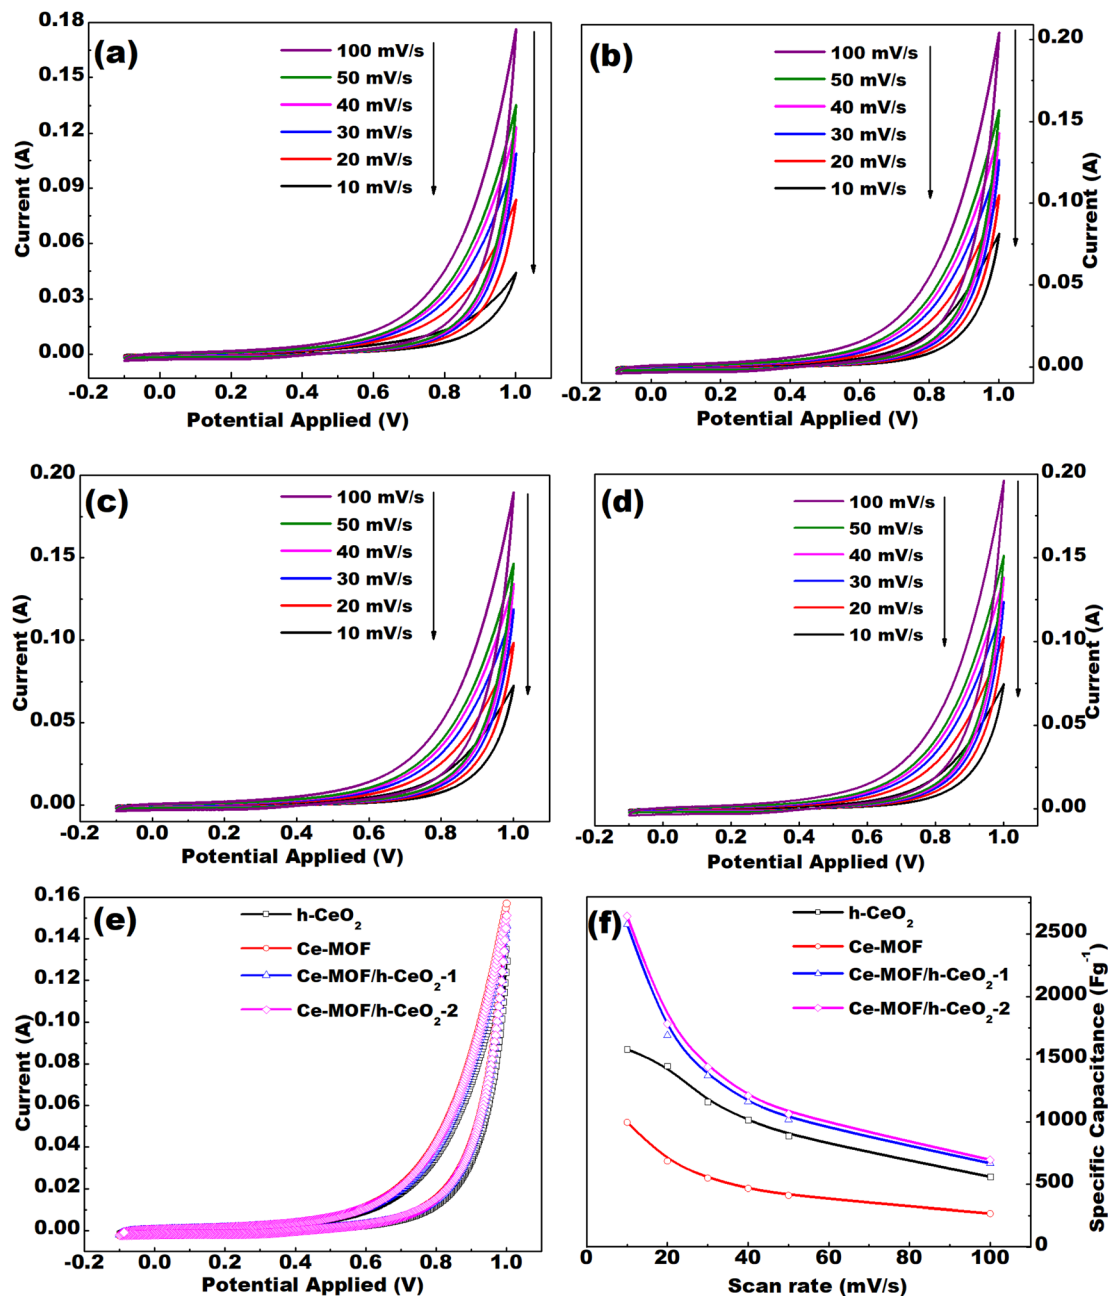 (a)
100 mV/s
50 mV/s
40 mV/s
30 mV/s
20 mV/s
10 mV/s
0.18
0.15
0.12
0.09
0.06
0.03
0.00
Current (A)
-0.2 0.0 0.2 0.4 0.6 0.8 1.0
Potential Applied (V)
(b)
100 mV/s
50 mV/s
40 mV/s
30 mV/s
20 mV/s
10 mV/s
0.20
0.15
0.10
0.05
0.00
Current (A)
-0.2 0.0 0.2 0.4 0.6 0.8 1.0
Potential Applied (V)
(c)
100 mV/s
50 mV/s
40 mV/s
30 mV/s
20 mV/s
10 mV/s
0.20
0.15
0.10
0.05
0.00
Current (A)
-0.2 0.0 0.2 0.4 0.6 0.8 1.0
Potential Applied (V)
(d)
100 mV/s
50 mV/s
40 mV/s
30 mV/s
20 mV/s
10 mV/s
0.20
0.15
0.10
0.05
0.00
Current (A)
-0.2 0.0 0.2 0.4 0.6 0.8 1.0
Potential Applied (V)
(e)
h-CeO₂
Ce-MOF
Ce-MOF/h-CeO₂-1
Ce-MOF/h-CeO₂-2
0.16
0.14
0.12
0.10
0.08
0.06
0.04
0.02
0.00
Current (A)
0.0 0.2 0.4 0.6 0.8 1.0
Potential Applied (V)
(f)
h-CeO₂
Ce-MOF
Ce-MOF/h-CeO₂-1
Ce-MOF/h-CeO₂-2
2500
2000
1500
1000
500
0
Specific Capacitance (Fg⁻¹)
0 20 40 60 80 100
Scan rate (mV/s)